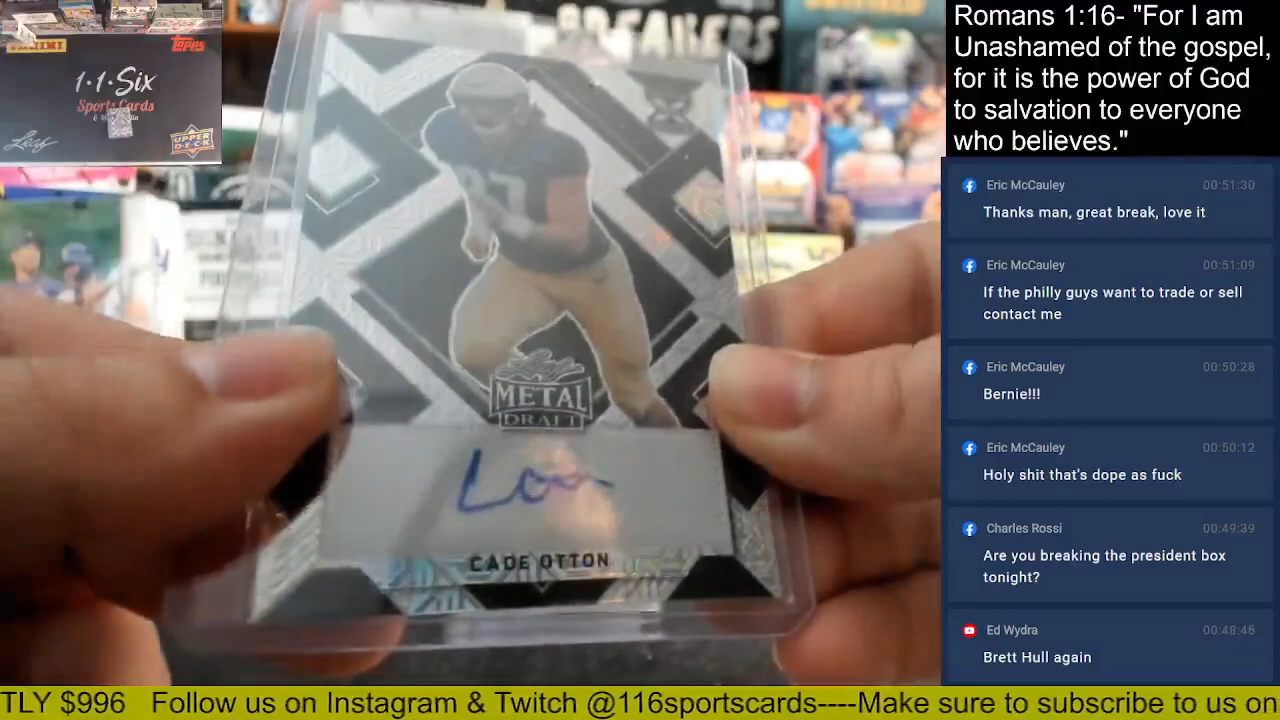 BREAKERS
PANINI
topps
1·1·Six
Sports Cards
Leaf
UPPER
DECK
Romans 1:16- "For I am
Unashamed of the gospel,
for it is the power of God
to salvation to everyone
who believes."
Eric McCauley 00:51:30
Thanks man, great break, love it
Eric McCauley 00:51:09
If the philly guys want to trade or sell
contact me
Eric McCauley 00:50:28
Bernie!!!
Eric McCauley 00:50:12
Holy shit that's dope as fuck
Charles Rossi 00:49:39
Are you breaking the president box
tonight?
Ed Wydra 00:48:46
Brett Hull again
87
Leaf
METAL
DRAFT
CADE OTTON
TLY $996 Follow us on Instagram & Twitch @116sportscards----Make sure to subscribe to us on